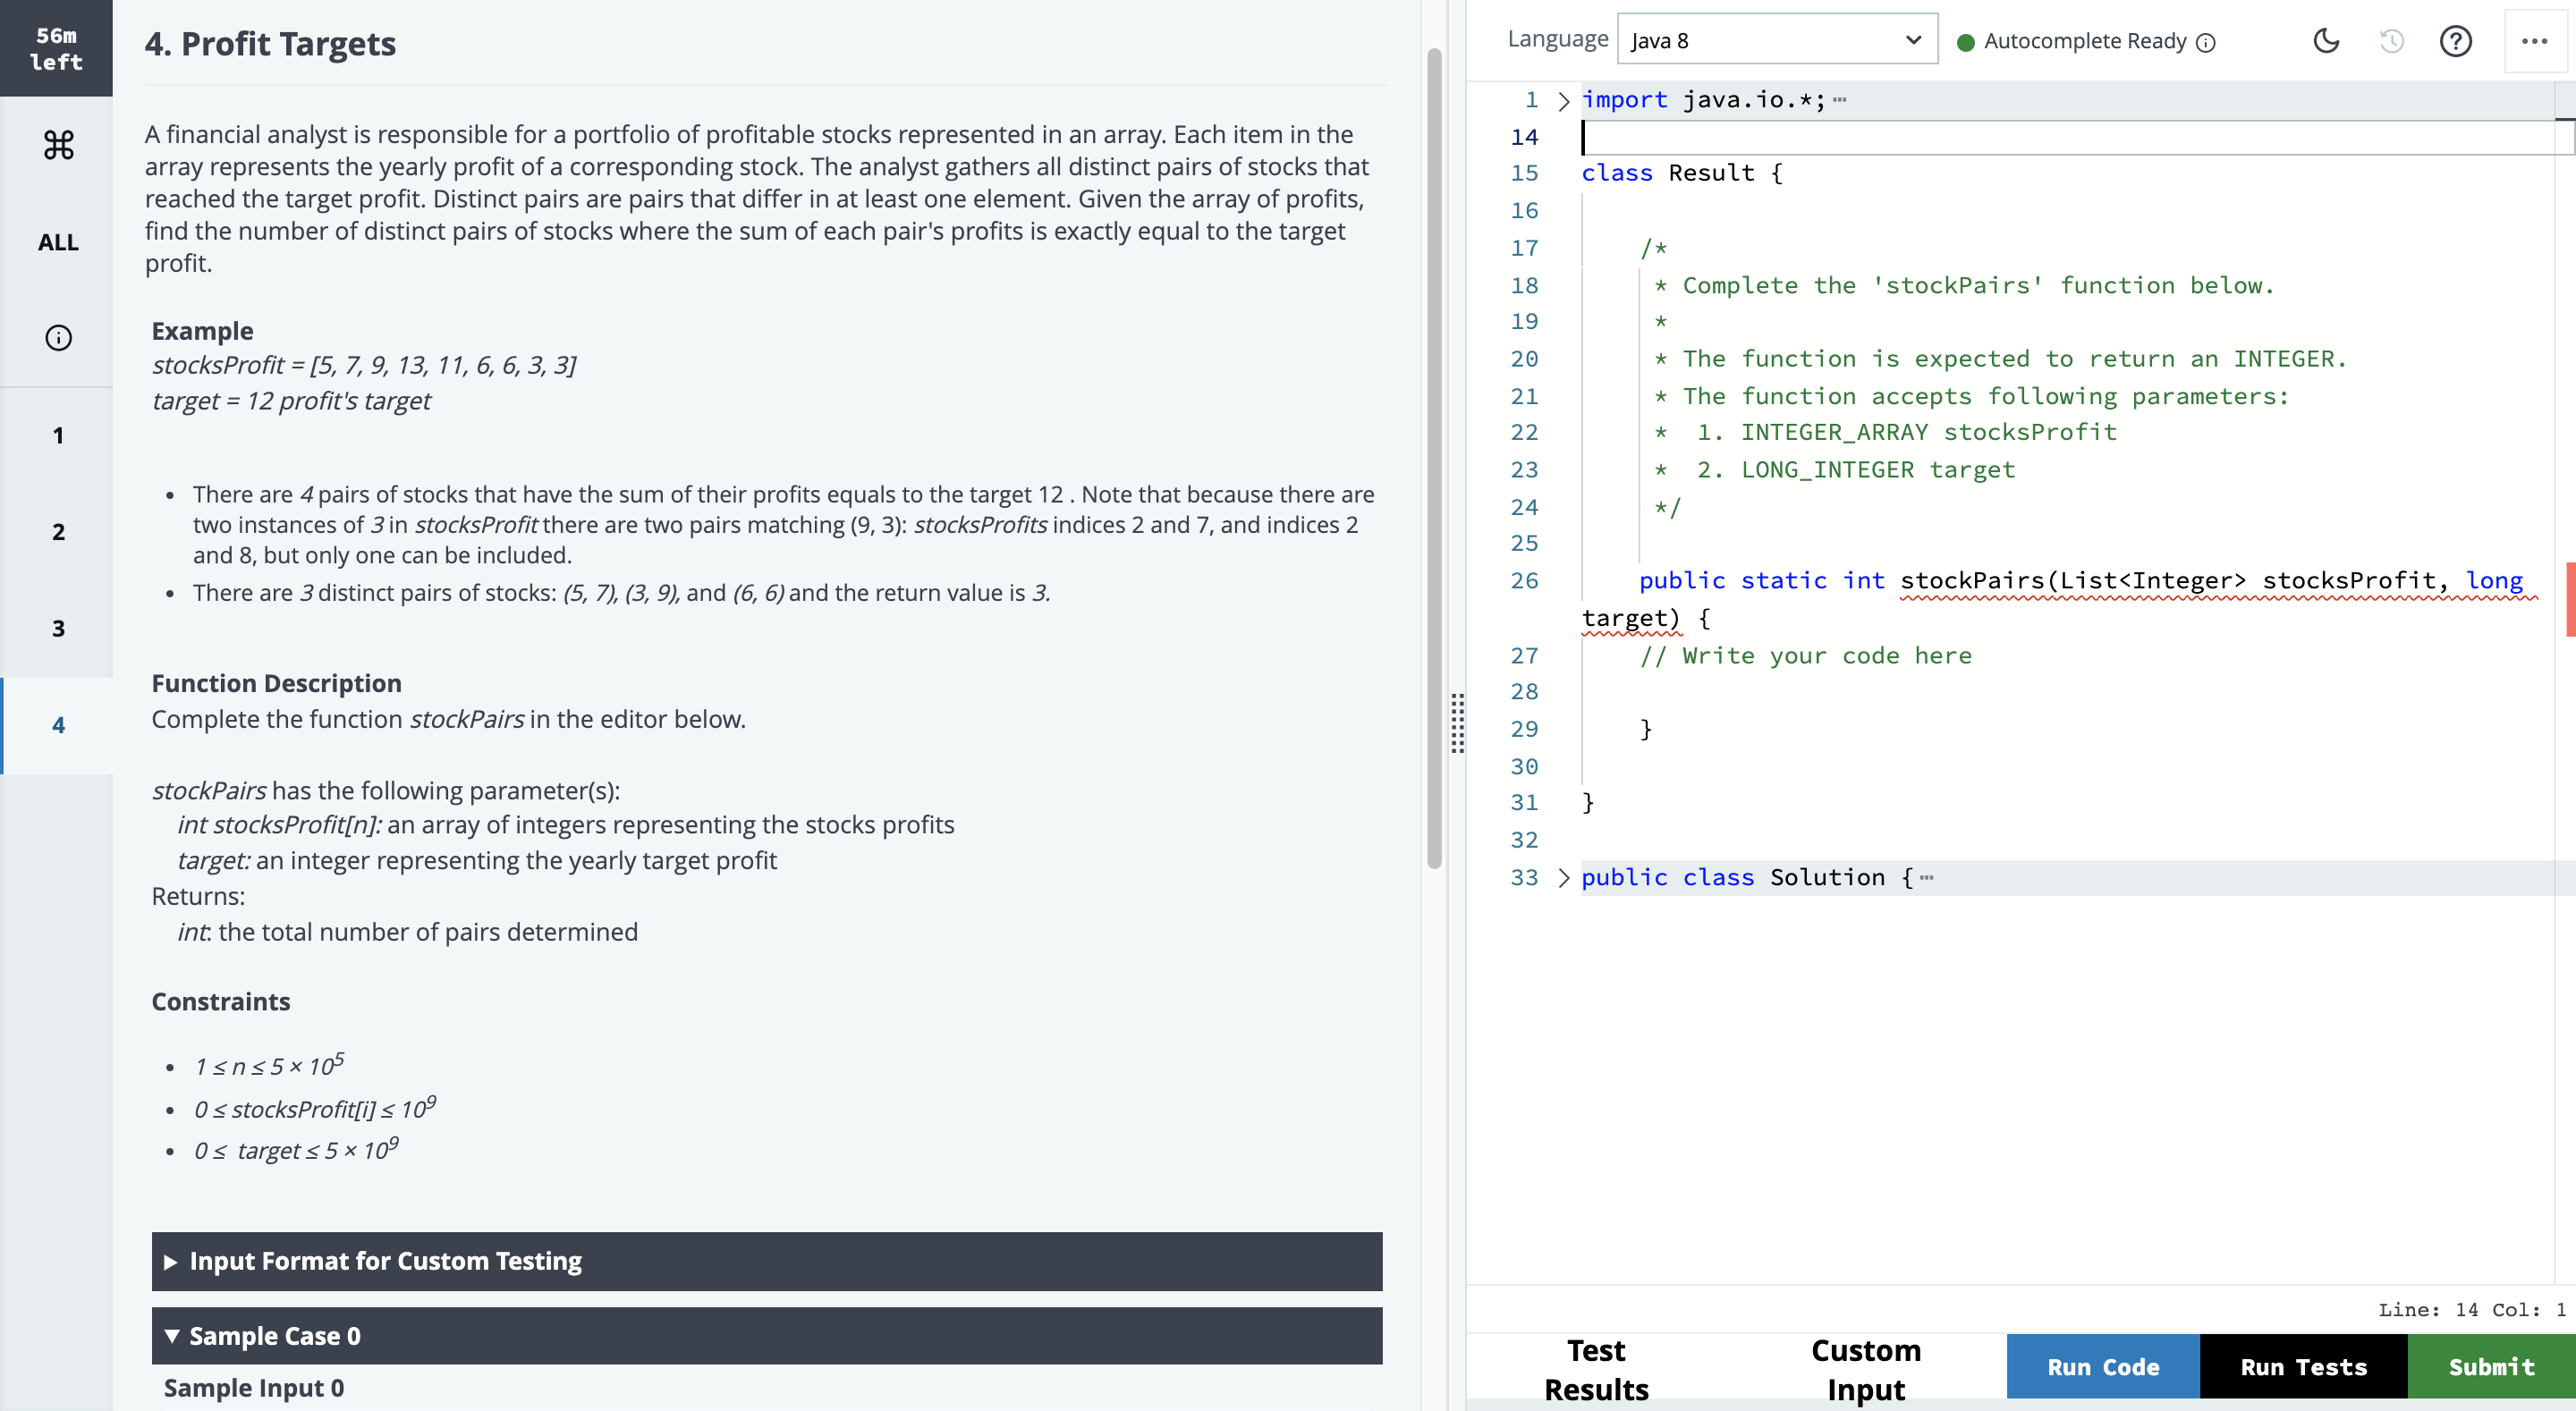 56m
left
ALL
1
2
3
4
4. Profit Targets
A financial analyst is responsible for a portfolio of profitable stocks represented in an array. Each item in the
array represents the yearly profit of a corresponding stock. The analyst gathers all distinct pairs of stocks that
reached the target profit. Distinct pairs are pairs that differ in at least one element. Given the array of profits,
find the number of distinct pairs of stocks where the sum of each pair's profits is exactly equal to the target
profit.
Example
stocksProfit = [5, 7, 9, 13, 11, 6, 6, 3, 3]
target = 12 profit's target
• There are 4 pairs of stocks that have the sum of their profits equals to the target 12 . Note that because there are
two instances of 3 in stocksProfit there are two pairs matching (9, 3): stocksProfits indices 2 and 7, and indices 2
and 8, but only one can be included.
• There are 3 distinct pairs of stocks: (5, 7), (3, 9), and (6, 6) and the return value is 3.
Function Description
Complete the function stockPairs in the editor below.
stockPairs has the following parameter(s):
int stocksProfit[n]: an array of integers representing the stocks profits
target: an integer representing the yearly target profit
Returns:
int: the total number of pairs determined
Constraints
• 1 ≤ n ≤ 5 × 10⁵
• 0 ≤ stocksProfit[i] ≤ 10⁹
• 0 ≤ target ≤ 5 × 10⁹
Input Format for Custom Testing
Sample Case 0
Sample Input 0
Language Java 8 Autocomplete Ready
1 import java.io.*;
14
15 class Result {
16
17 /*
18 * Complete the 'stockPairs' function below.
19 *
20 * The function is expected to return an INTEGER.
21 * The function accepts following parameters:
22 * 1. INTEGER_ARRAY stocksProfit
23 * 2. LONG_INTEGER target
24 */
25
26 public static int stockPairs(List<Integer> stocksProfit, long
target) {
27 // Write your code here
28
29 }
30
31 }
32
33 public class Solution {
Line: 14 Col: 1
Test
Results
Custom
Input
Run Code
Run Tests
Submit